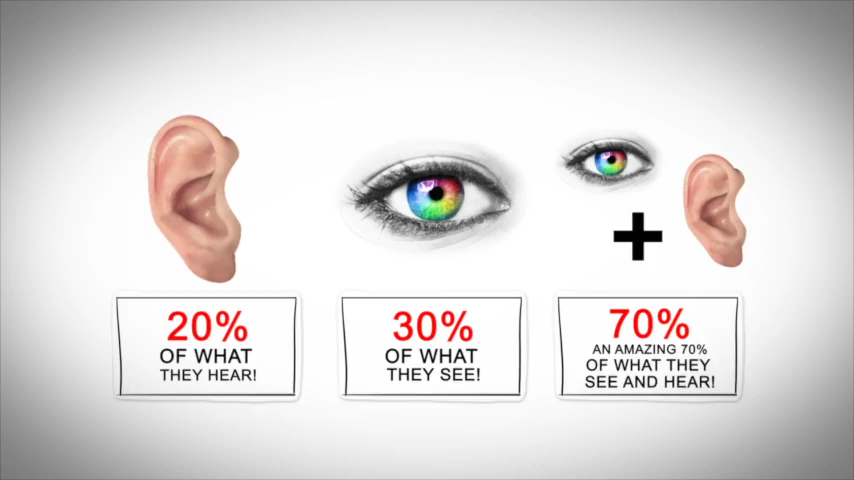 20%
OF WHAT
THEY HEAR!
30%
OF WHAT
THEY SEE!
70%
AN AMAZING 70%
OF WHAT THEY
SEE AND HEAR!